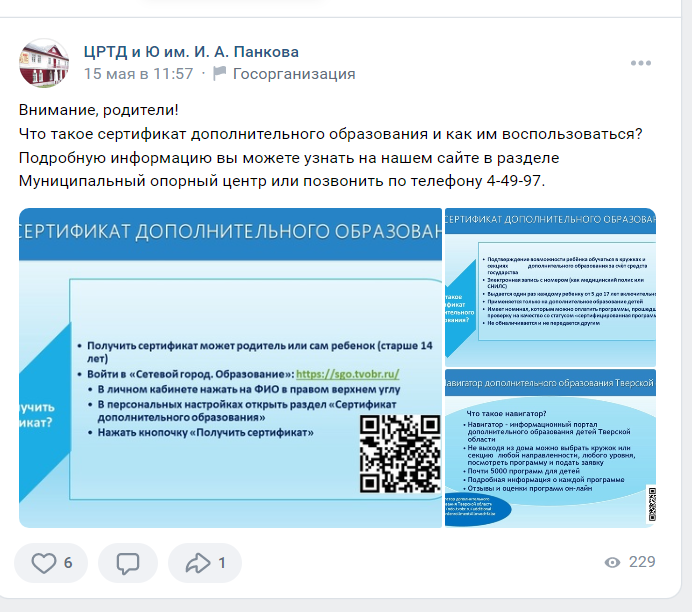 ЦРТД и Ю им. И. А. Панкова
15 мая в 11:57 · Госорганизация
Внимание, родители!
Что такое сертификат дополнительного образования и как им воспользоваться?
Подробную информацию вы можете узнать на нашем сайте в разделе
Муниципальный опорный центр или позвонить по телефону 4-49-97.
СЕРТИФИКАТ ДОПОЛНИТЕЛЬНОГО ОБРАЗОВАН
• Получить сертификат может родитель или сам ребенок (старше 14
лет)
• Войти в «Сетевой город. Образование»: https://sgo.tvobr.ru/
• В личном кабинете нажать на ФИО в правом верхнем углу
• В персональных настройках открыть раздел «Сертификат
дополнительного образования»
• Нажать кнопочку «Получить сертификат»
учить
икат?
СЕРТИФИКАТ ДОПОЛНИТЕЛЬНОГО ОБРАЗОВА
• Подтверждение возможности ребёнка обучаться в кружках и
секциях дополнительного образования за счёт средств
государства
• Электронная запись с номером (как медицинский полис или
СНИЛС)
• Выдается один раз каждому ребенку от 5 до 17 лет включительно
• Применяется только на дополнительное образование детей
• Имеет номинал, которым можно оплатить программы, прошедш
проверку на качество со статусом «сертифицированная програм
• Не обналичивается и не передается другим
такое
фикат
тельного
вания?
Навигатор дополнительного образования Тверской
Что такое навигатор?
• Навигатор - информационный портал
дополнительного образования детей Тверской
области
• Не выходя из дома можно выбрать кружок или
секцию любой направленности, любого уровня,
посмотреть программу и подать заявку
• Почти 5000 программ для детей
• Подробная информация о каждой программе
• Отзывы и оценки программ он-лайн
6
1
229